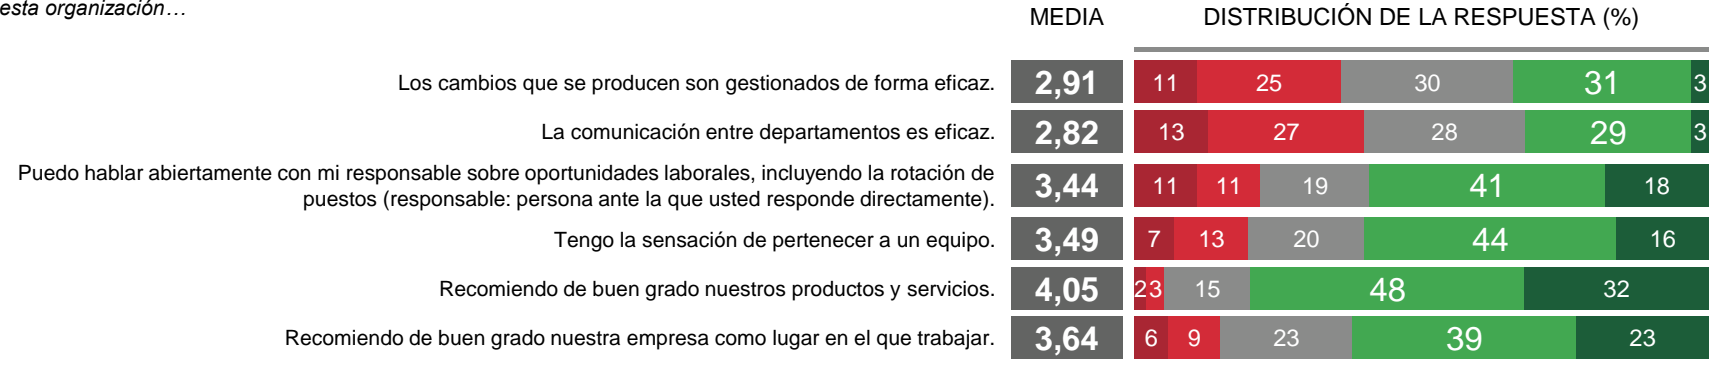 esta organización…
MEDIA DISTRIBUCIÓN DE LA RESPUESTA (%)
Los cambios que se producen son gestionados de forma eficaz. 2,91 11 25 30 31 3
La comunicación entre departamentos es eficaz. 2,82 13 27 28 29 3
Puedo hablar abiertamente con mi responsable sobre oportunidades laborales, incluyendo la rotación de
puestos (responsable: persona ante la que usted responde directamente). 3,44 11 11 19 41 18
Tengo la sensación de pertenecer a un equipo. 3,49 7 13 20 44 16
Recomiendo de buen grado nuestros productos y servicios. 4,05 2 3 15 48 32
Recomiendo de buen grado nuestra empresa como lugar en el que trabajar. 3,64 6 9 23 39 23